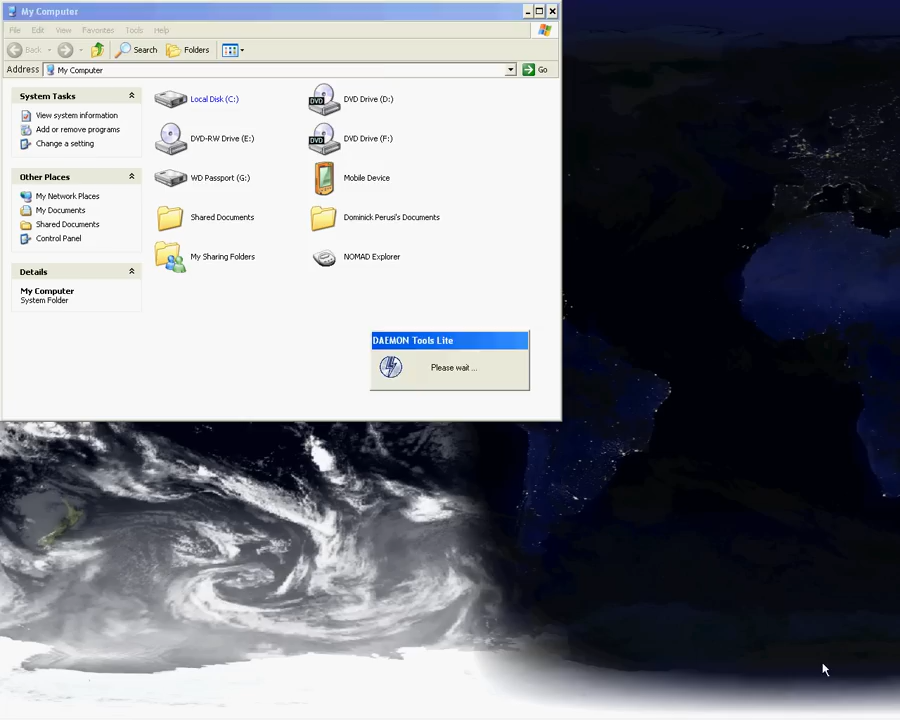 My Computer
File Edit View Favorites Tools Help
Back Search Folders
Address My Computer Go
System Tasks
View system information
Add or remove programs
Change a setting
Other Places
My Network Places
My Documents
Shared Documents
Control Panel
Details
My Computer
System Folder
Local Disk (C:) DVD Drive (D:)
DVD
DVD-RW Drive (E:) DVD Drive (F:)
DVD
WD Passport (G:) Mobile Device
Shared Documents Dominick Perusi's Documents
My Sharing Folders NOMAD Explorer
DAEMON Tools Lite
Please wait ...